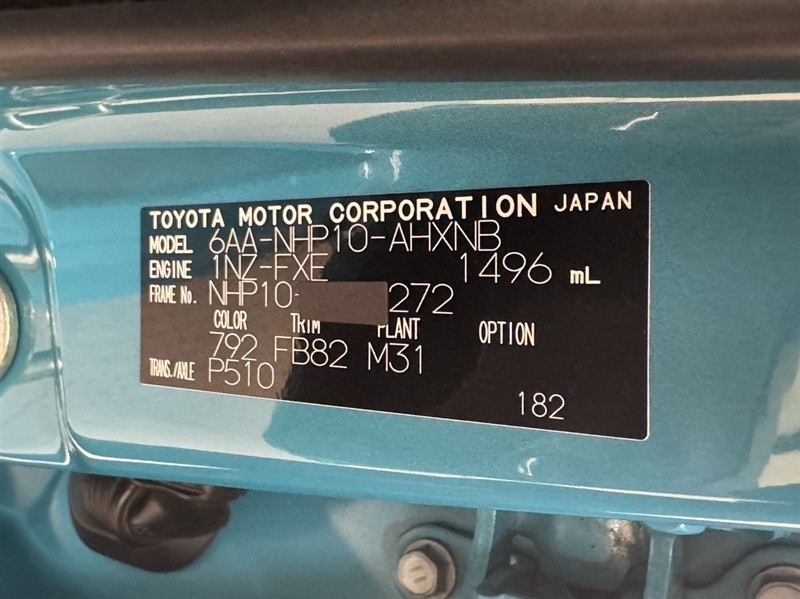 TOYOTA MOTOR CORPORATION JAPAN
MODEL 6AA-NHP10-AHXNB
ENGINE 1NZ-FXE 1496 mL
FRAME No. NHP10- 272
COLOR TRIM PLANT OPTION
792 FB82 M31
TRANS./AXLE P510
182